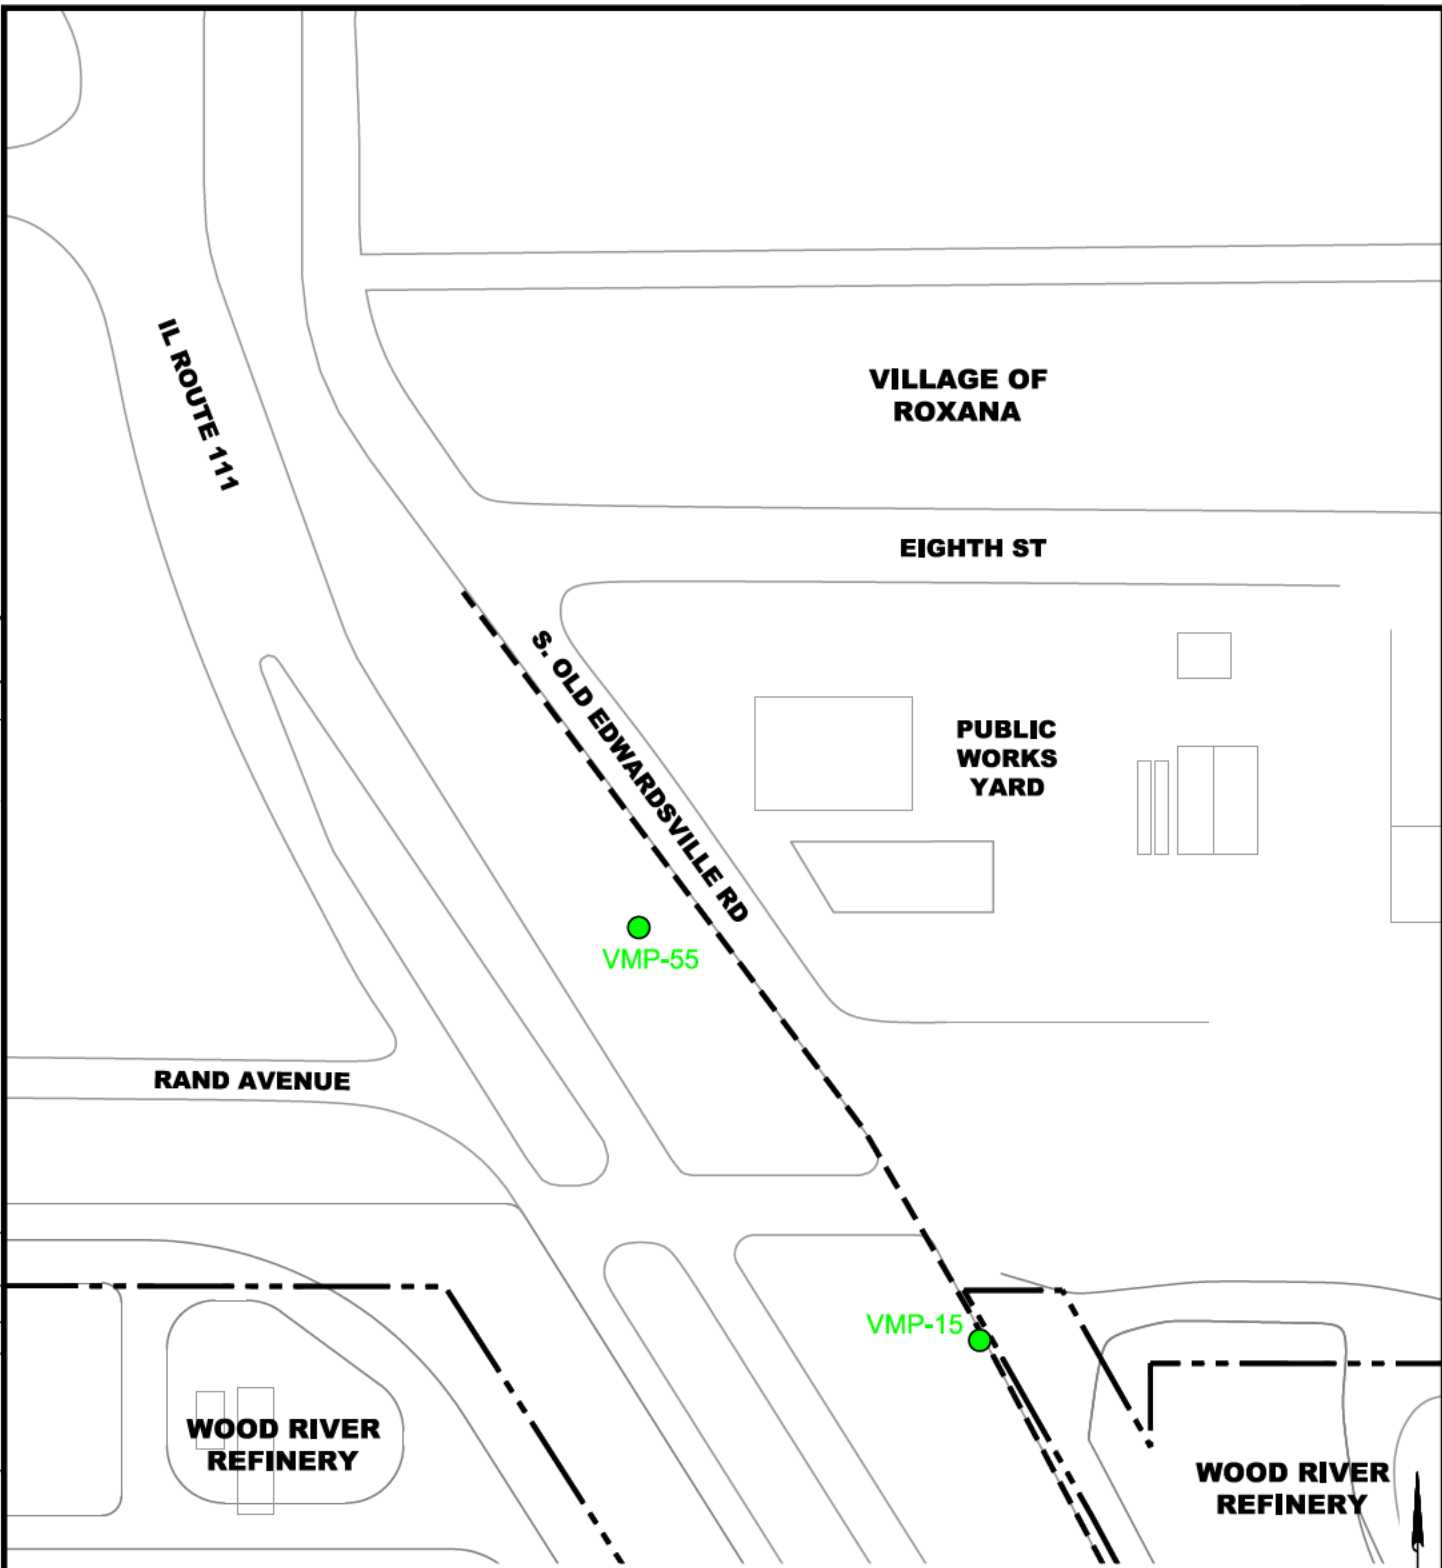 IL ROUTE 111
VILLAGE OF
ROXANA
EIGHTH ST
S. OLD EDWARDSVILLE RD
PUBLIC
WORKS
YARD
VMP-55
RAND AVENUE
VMP-15
WOOD RIVER
REFINERY
WOOD RIVER
REFINERY